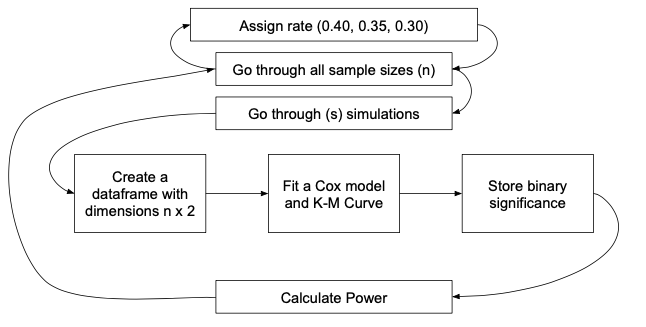 Assign rate (0.40, 0.35, 0.30)
Go through all sample sizes (n)
Go through (s) simulations
Create a
dataframe with
dimensions n x 2
Fit a Cox model
and K-M Curve
Store binary
significance
Calculate Power